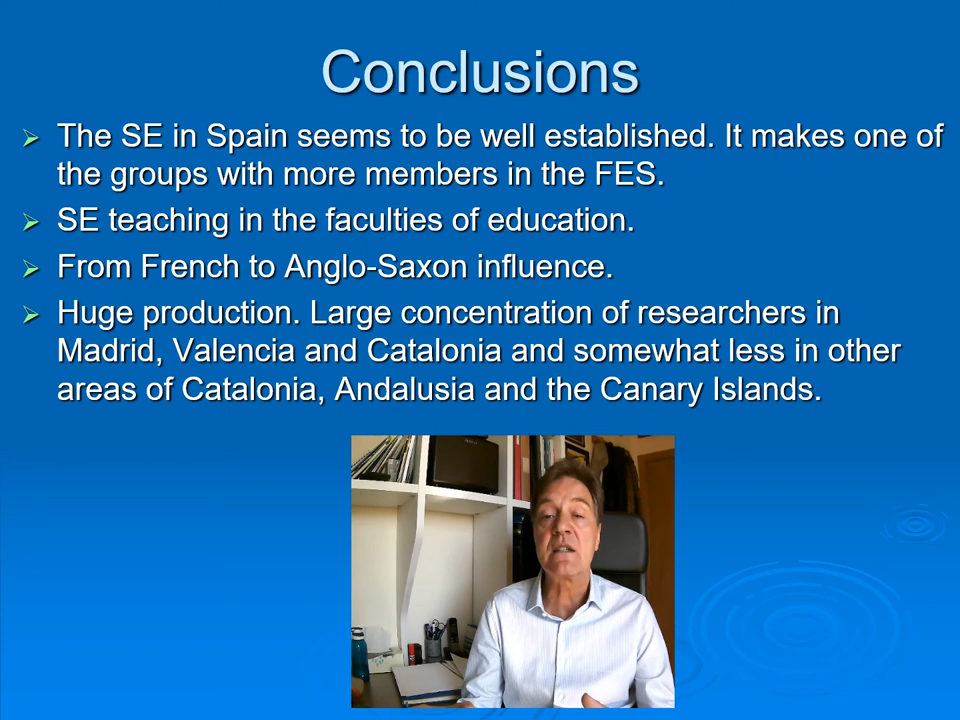 Conclusions
The SE in Spain seems to be well established. It makes one of
the groups with more members in the FES.
SE teaching in the faculties of education.
From French to Anglo-Saxon influence.
Huge production. Large concentration of researchers in
Madrid, Valencia and Catalonia and somewhat less in other
areas of Catalonia, Andalusia and the Canary Islands.